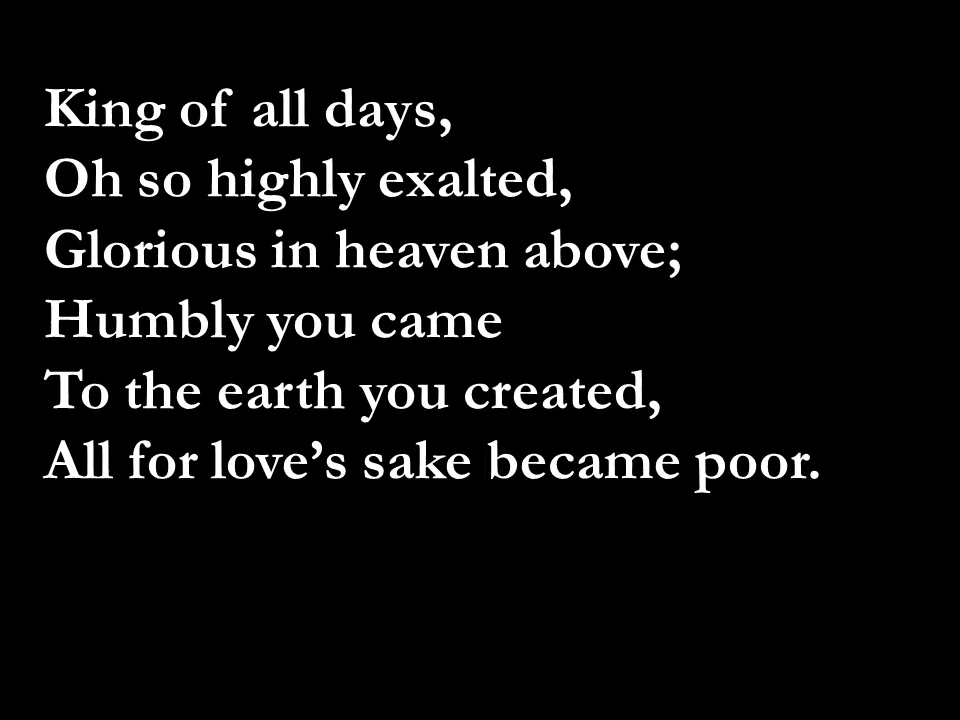 King of all days,
Oh so highly exalted,
Glorious in heaven above;
Humbly you came
To the earth you created,
All for love’s sake became poor.